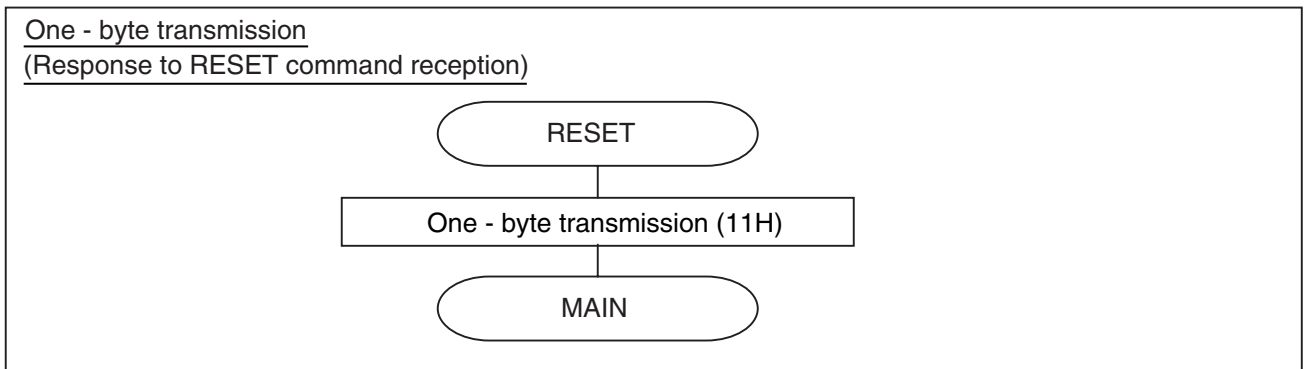 One - byte transmission
(Response to RESET command reception)
RESET
One - byte transmission (11H)
MAIN